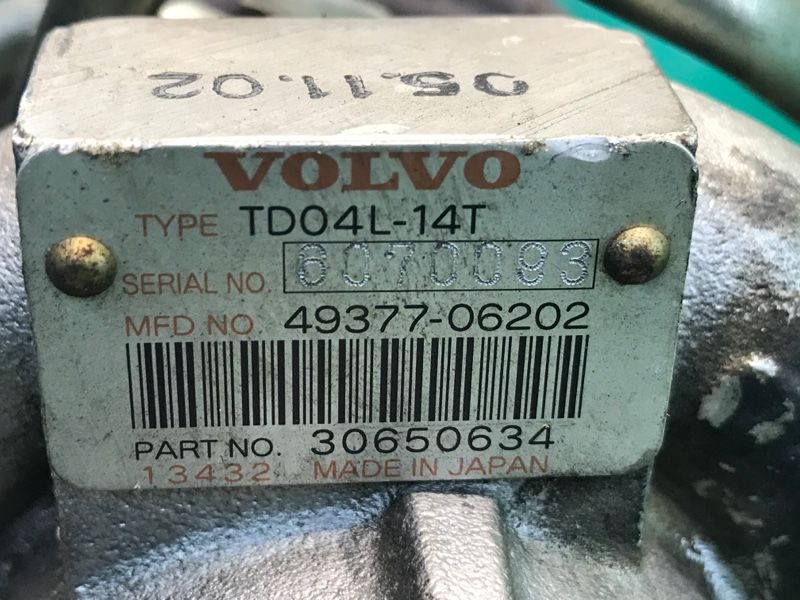 05.11.02
VOLVO
TYPE TD04L-14T
SERIAL NO. 6070093
MFD NO. 49377-06202
PART NO. 30650634
13432 MADE IN JAPAN